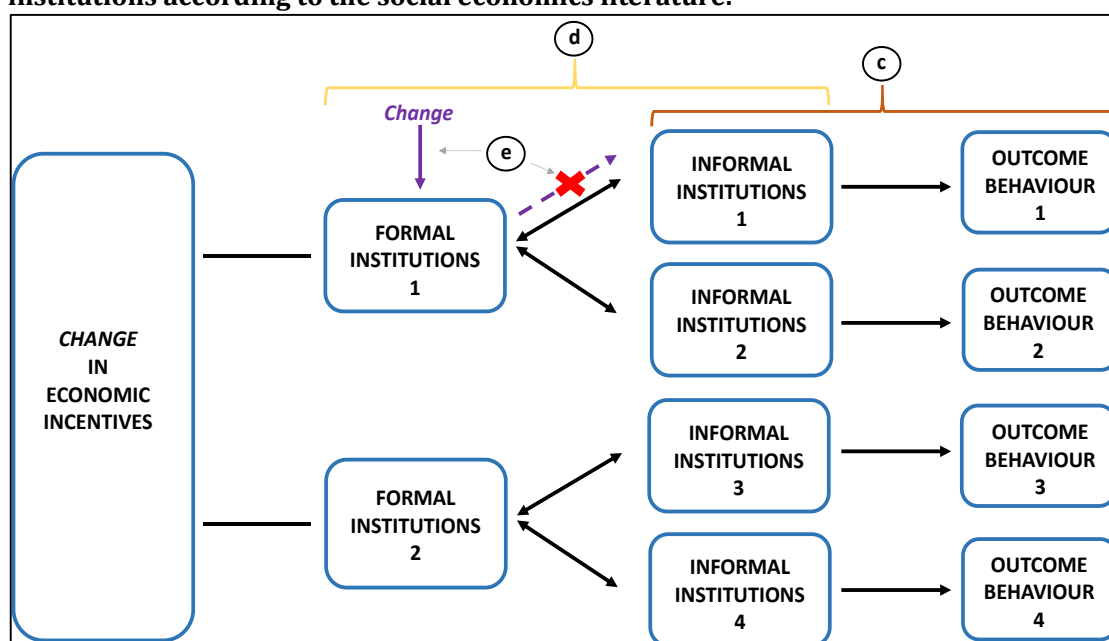 institutions according to the social economics literature.
d
c
Change
e
INFORMAL
INSTITUTIONS
1
OUTCOME
BEHAVIOUR
1
FORMAL
INSTITUTIONS
1
INFORMAL
INSTITUTIONS
2
OUTCOME
BEHAVIOUR
2
CHANGE
IN
ECONOMIC
INCENTIVES
INFORMAL
INSTITUTIONS
3
OUTCOME
BEHAVIOUR
3
FORMAL
INSTITUTIONS
2
INFORMAL
INSTITUTIONS
4
OUTCOME
BEHAVIOUR
4